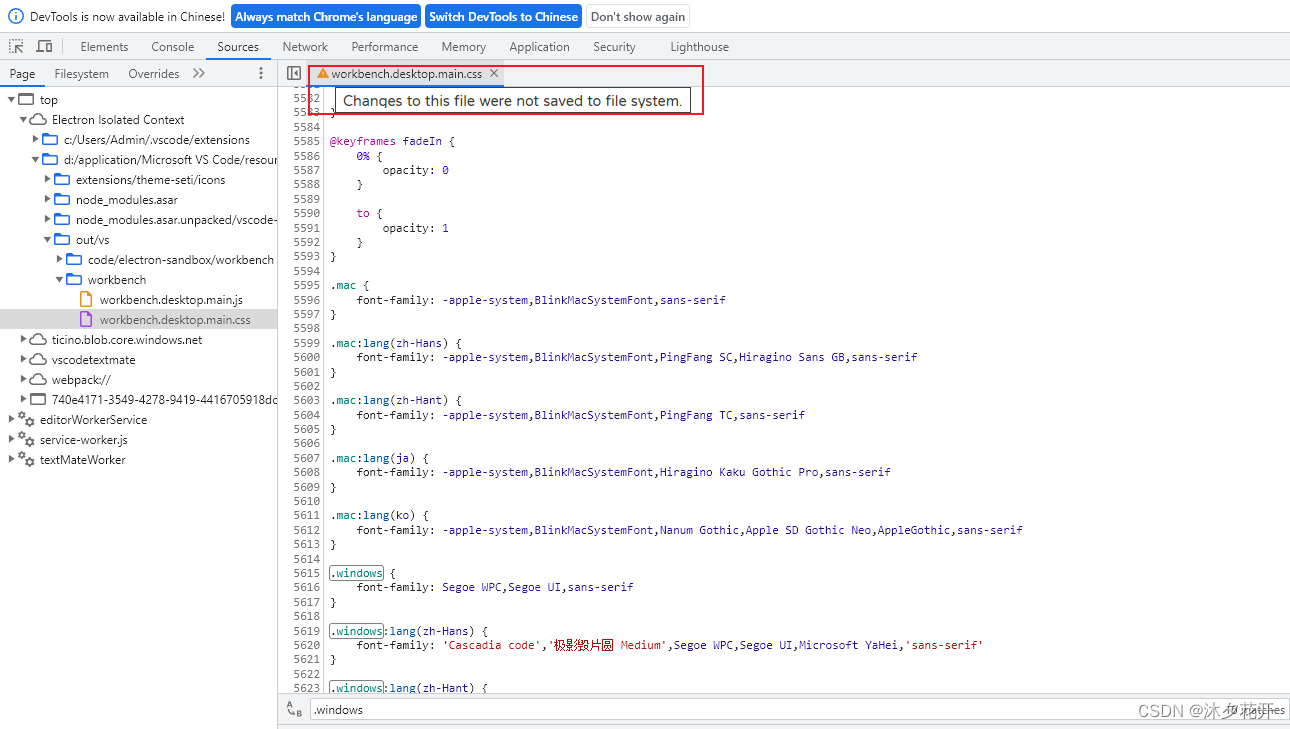 DevTools is now available in Chinese! Always match Chrome's language Switch DevTools to Chinese Don't show again
Elements Console Sources Network Performance Memory Application Security Lighthouse
Page Filesystem Overrides
workbench.desktop.main.css
Changes to this file were not saved to file system.
top
Electron Isolated Context
c:/Users/Admin/.vscode/extensions
d:/application/Microsoft VS Code/resour
extensions/theme-seti/icons
node_modules.asar
node_modules.asar.unpacked/vscode-
out/vs
code/electron-sandbox/workbench
workbench
workbench.desktop.main.js
workbench.desktop.main.css
ticino.blob.core.windows.net
vscodetextmate
webpack://
740e4171-3549-4278-9419-4416705918dc
editorWorkerService
service-worker.js
textMateWorker
5582
5583 }
5584
5585 @keyframes fadeIn {
5586 0% {
5587 opacity: 0
5588 }
5589
5590 to {
5591 opacity: 1
5592 }
5593 }
5594
5595 .mac {
5596 font-family: -apple-system,BlinkMacSystemFont,sans-serif
5597 }
5598
5599 .mac:lang(zh-Hans) {
5600 font-family: -apple-system,BlinkMacSystemFont,PingFang SC,Hiragino Sans GB,sans-serif
5601 }
5602
5603 .mac:lang(zh-Hant) {
5604 font-family: -apple-system,BlinkMacSystemFont,PingFang TC,sans-serif
5605 }
5606
5607 .mac:lang(ja) {
5608 font-family: -apple-system,BlinkMacSystemFont,Hiragino Kaku Gothic Pro,sans-serif
5609 }
5610
5611 .mac:lang(ko) {
5612 font-family: -apple-system,BlinkMacSystemFont,Nanum Gothic,Apple SD Gothic Neo,AppleGothic,sans-serif
5613 }
5614
5615 .windows {
5616 font-family: Segoe WPC,Segoe UI,sans-serif
5617 }
5618
5619 .windows:lang(zh-Hans) {
5620 font-family: 'Cascadia code','极影毁片圆 Medium',Segoe WPC,Segoe UI,Microsoft YaHei,'sans-serif'
5621 }
5622
5623 .windows:lang(zh-Hant) {
.windows
matches
CSDN @沐夕花开